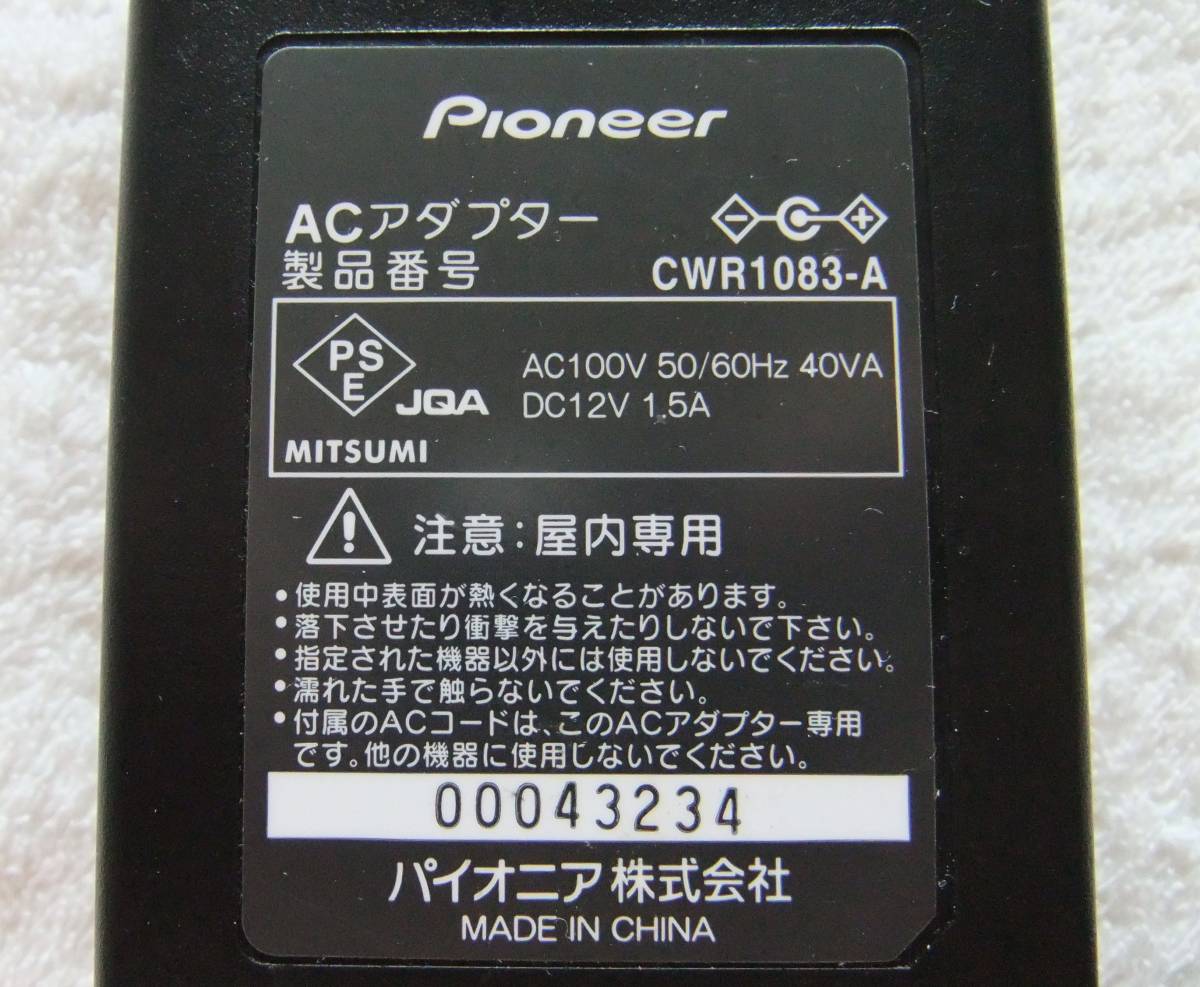 Pioneer
ACアダプター
製品番号 CWR1083-A
PS
E
JQA
AC100V 50/60Hz 40VA
DC12V 1.5A
MITSUMI
注意:屋内専用
•使用中表面が熱くなることがあります。
•落下させたり衝撃を与えたりしないで下さい。
•指定された機器以外には使用しないでください。
•濡れた手で触らないでください。
•付属のACコードは、このACアダプター専用
です。他の機器に使用しないでください。
00043234
パイオニア株式会社
MADE IN CHINA